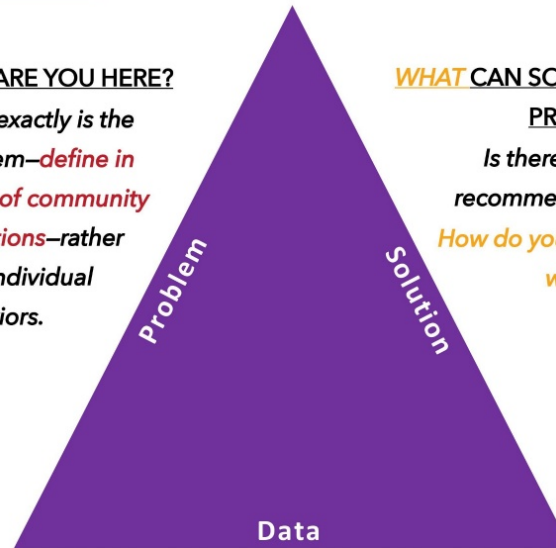 ARE YOU HERE?
exactly is the
em—define in
of community
tions—rather
individual
iors.
WHAT CAN SO
PR
Is there
recomme
How do yo
w
Problem
Solution
Data